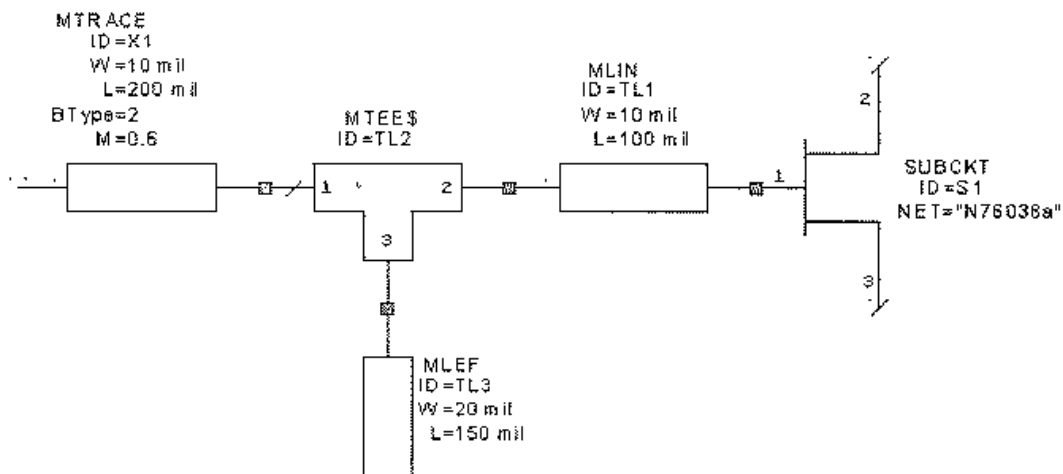 MTRACE
ID=X1
W=10 mil
L=200 mil
BType=2
M=0.6
MTEE$
ID=TL2
MLIN
ID=TL1
W=10 mil
L=100 mil
2
1
2
1
3
SUBCKT
ID=S1
NET="N76038a"
3
MLEF
ID=TL3
W=20 mil
L=150 mil